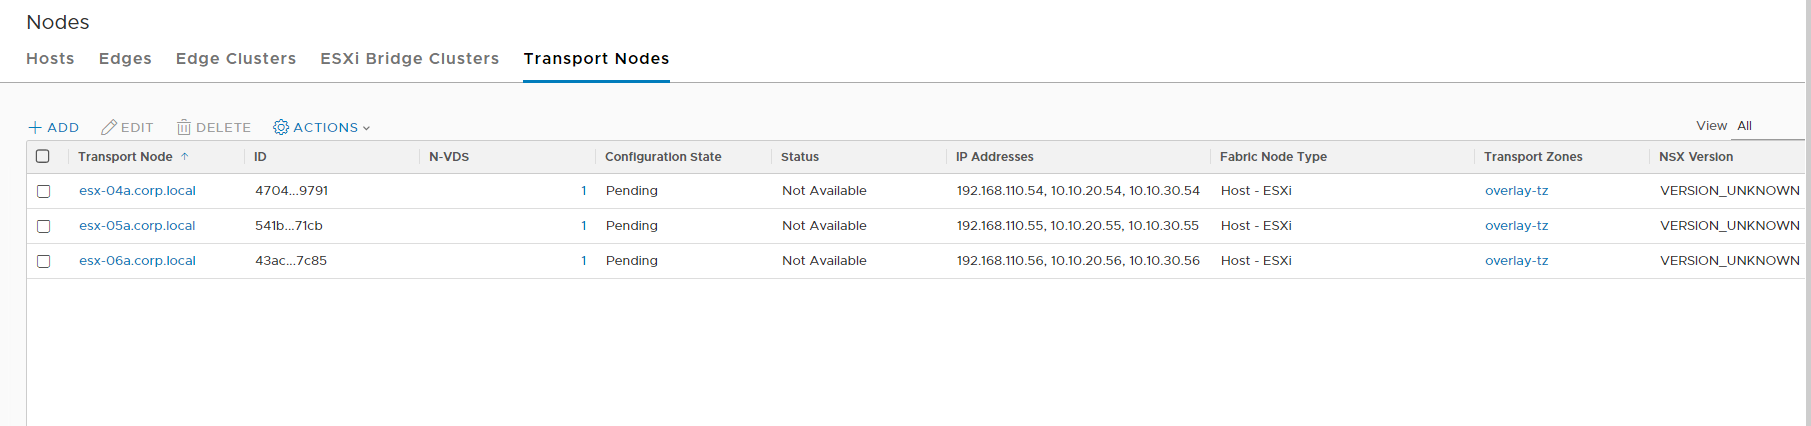 Nodes
Hosts Edges Edge Clusters ESXi Bridge Clusters Transport Nodes
+ ADD EDIT DELETE ACTIONS View All
Transport Node ↑ ID N-VDS Configuration State Status IP Addresses Fabric Node Type Transport Zones NSX Version
esx-04a.corp.local 4704...9791 1 Pending Not Available 192.168.110.54, 10.10.20.54, 10.10.30.54 Host - ESXi overlay-tz VERSION_UNKNOWN
esx-05a.corp.local 541b...71cb 1 Pending Not Available 192.168.110.55, 10.10.20.55, 10.10.30.55 Host - ESXi overlay-tz VERSION_UNKNOWN
esx-06a.corp.local 43ac...7c85 1 Pending Not Available 192.168.110.56, 10.10.20.56, 10.10.30.56 Host - ESXi overlay-tz VERSION_UNKNOWN